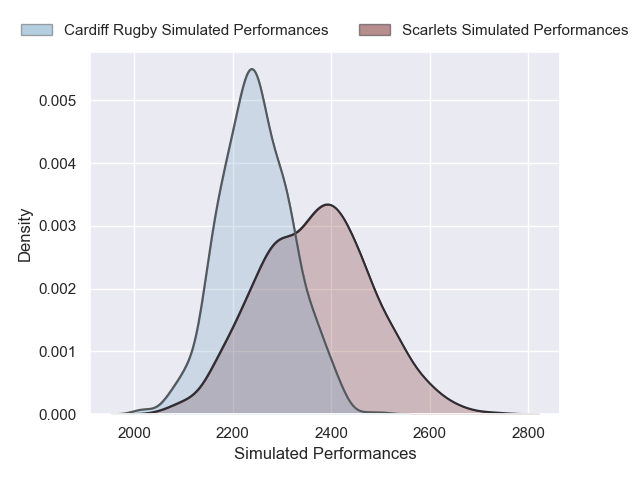 Cardiff Rugby Simulated Performances
Scarlets Simulated Performances
0.005
0.004
0.003
0.002
0.001
0.000
Density
2000 2200 2400 2600 2800
Simulated Performances